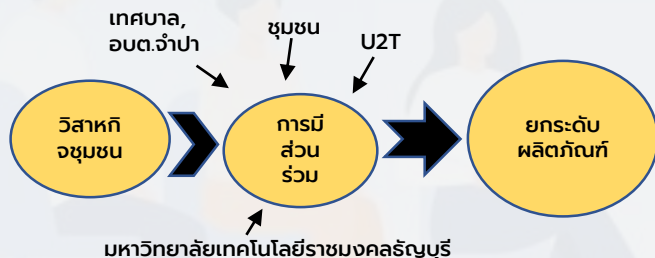 เทศบาล,
อบต.จำปา
ชุมชน
U2T
วิสาหกิ
จชุมชน
การมี
ส่วน
ร่วม
ยกระดับ
ผลิตภัณฑ์
มหาวิทยาลัยเทคโนโลยีราชมงคลธัญบุรี